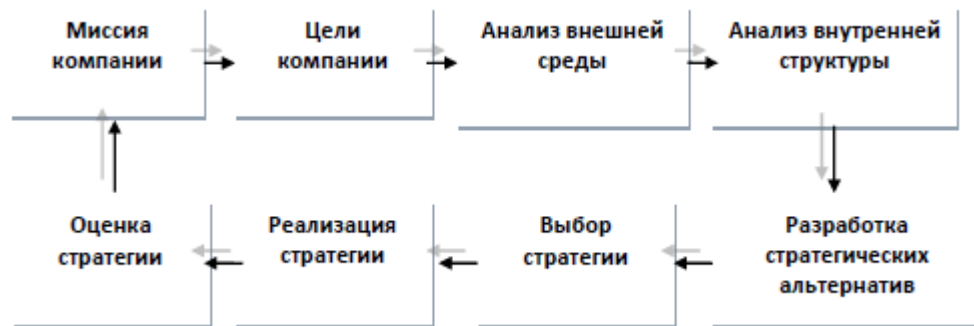 Миссия
компании
Цели
компании
Анализ внешней
среды
Анализ внутренней
структуры
Оценка
стратегии
Реализация
стратегии
Выбор
стратегии
Разработка
стратегических
альтернатив